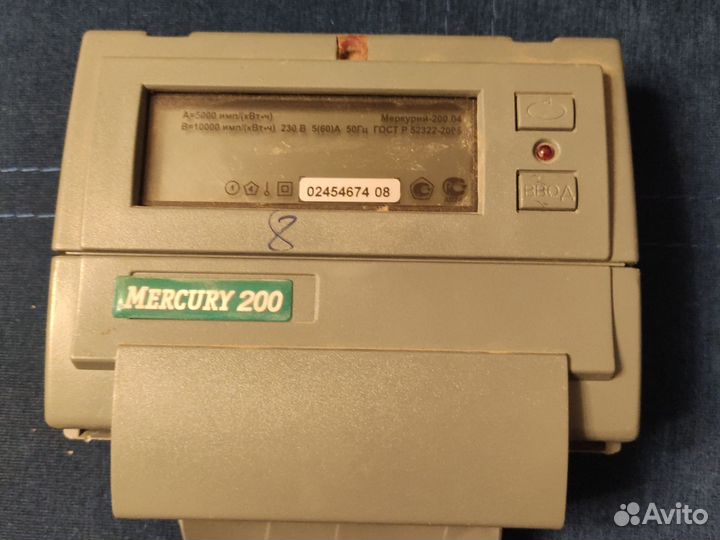 A=5000 имп/(кВт•ч) Меркурий-200.04
B=10000 имп/(кВт•ч) 230 В 5(60)А 50Гц ГОСТ Р 52322-2005
02454674 08
ВВОД
8
MERCURY 200
Avito